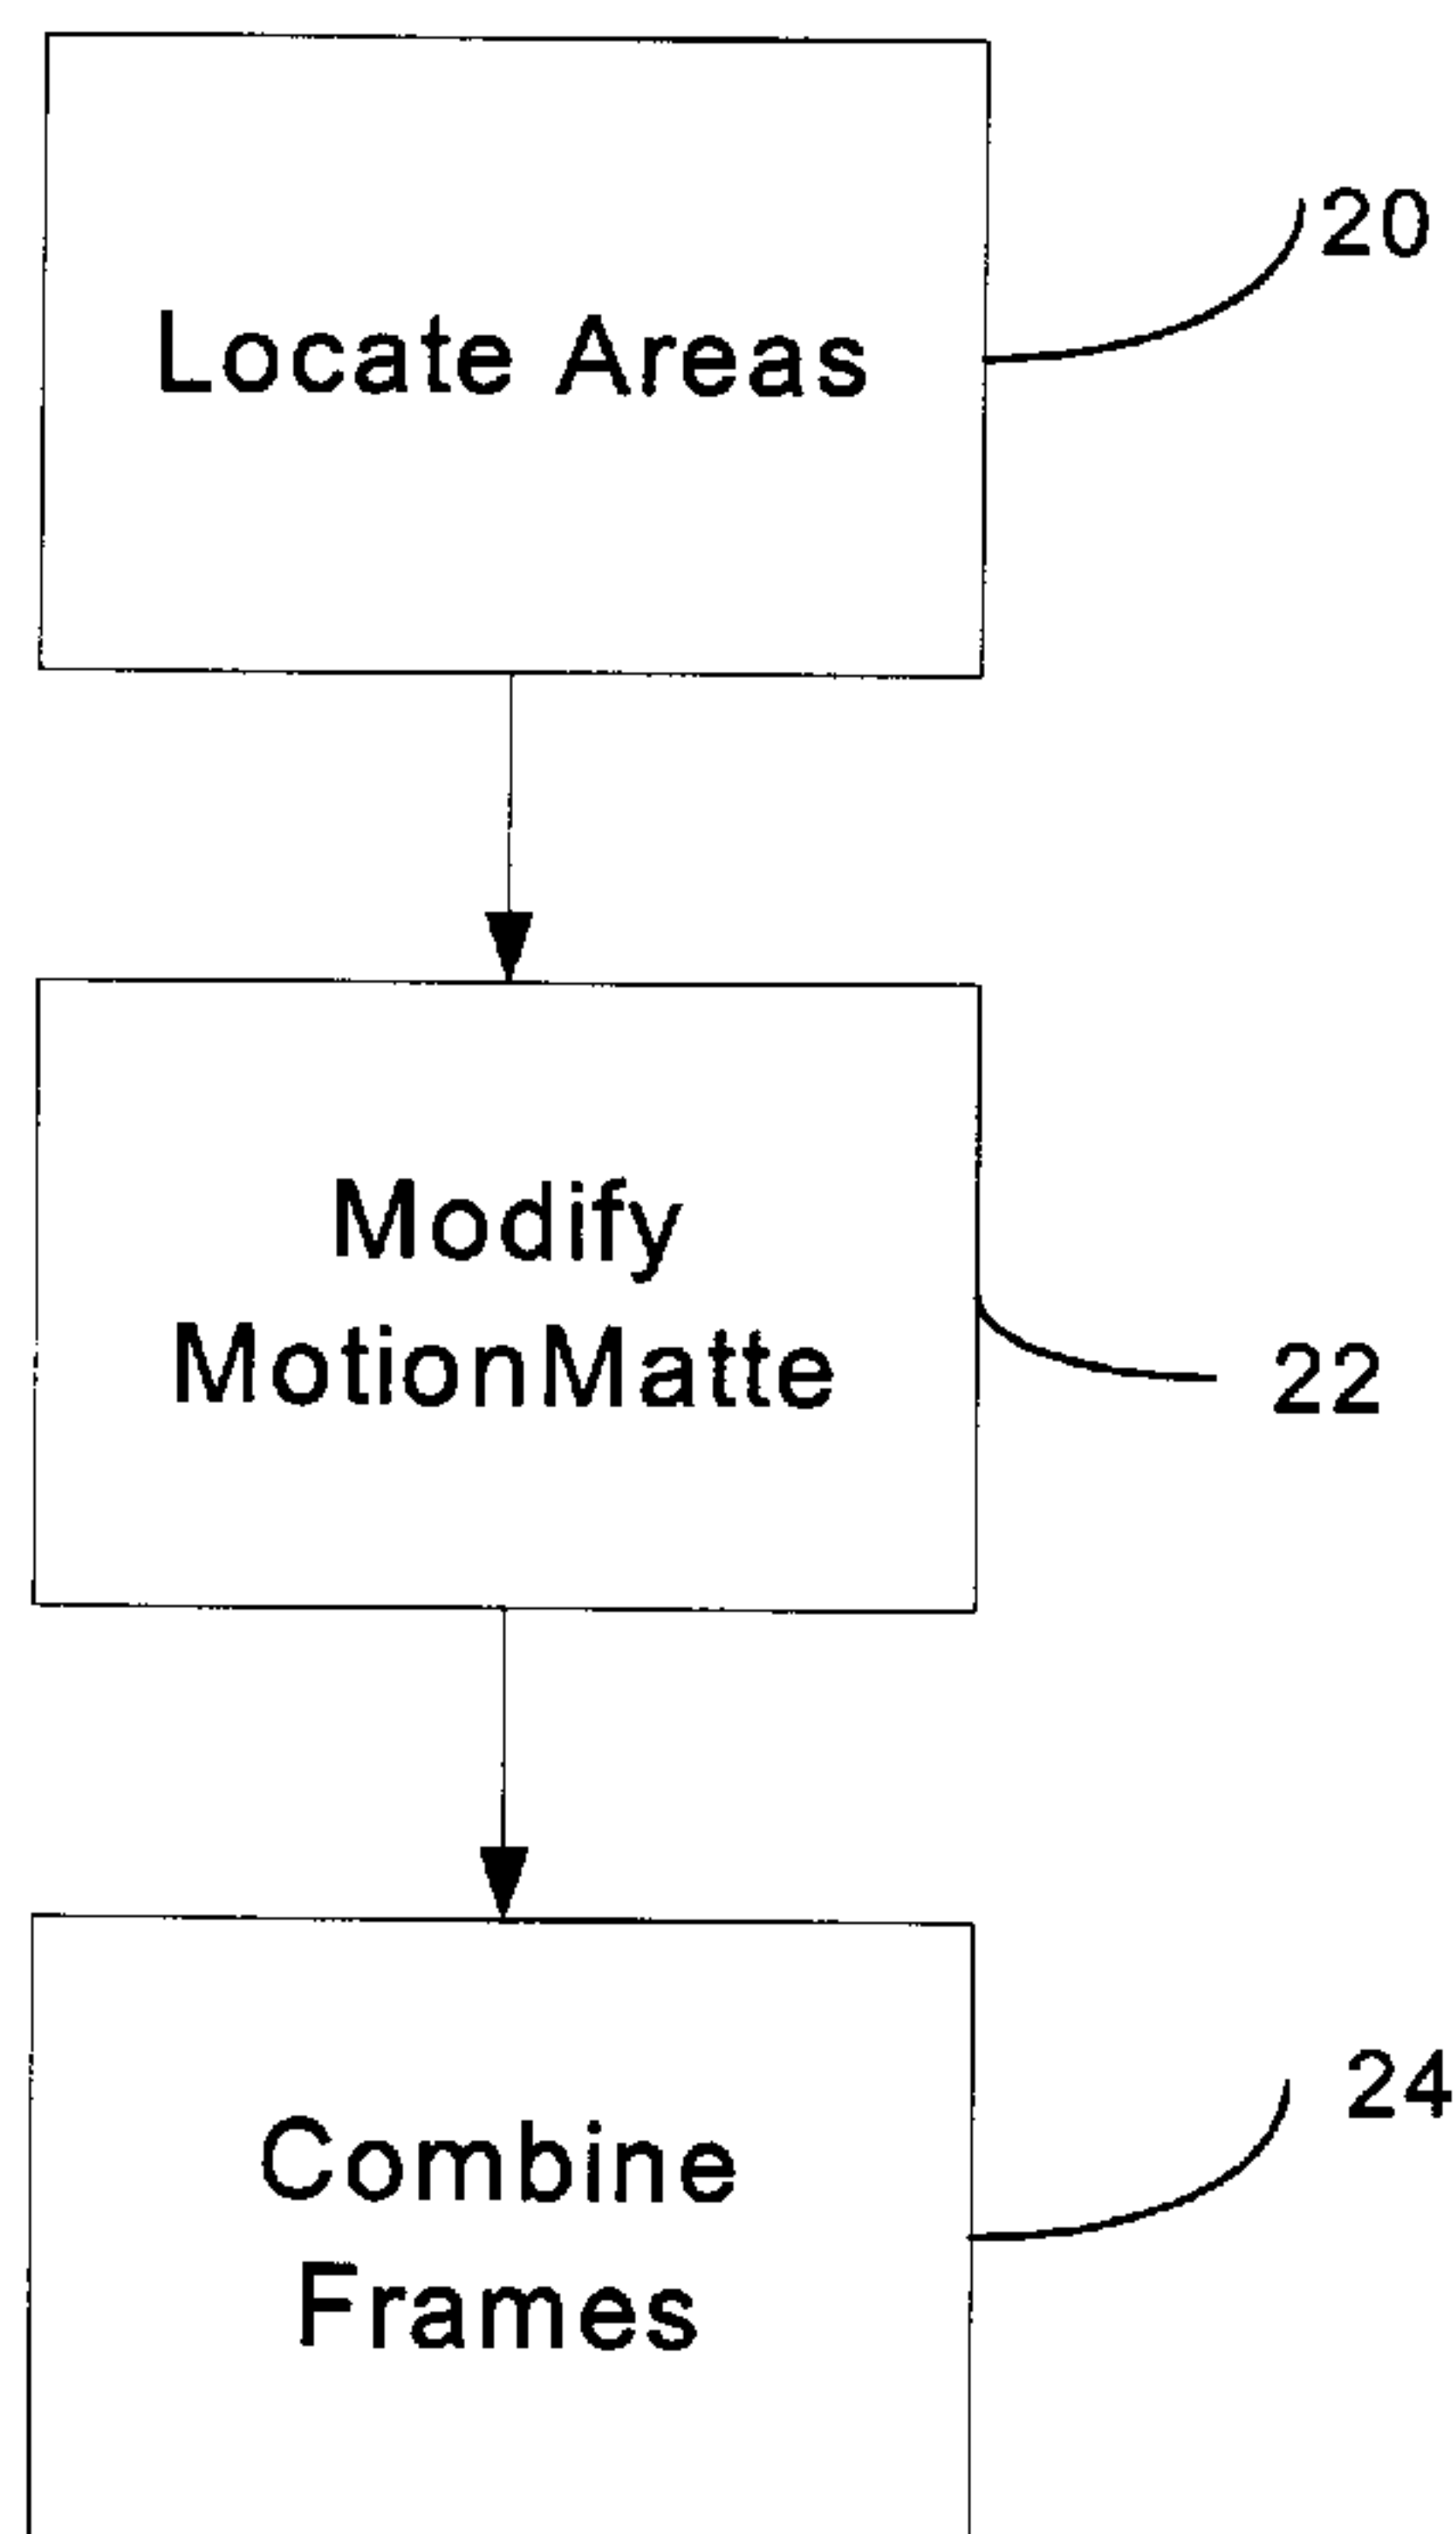 Locate Areas
20
Modify
MotionMatte
22
Combine
Frames
24